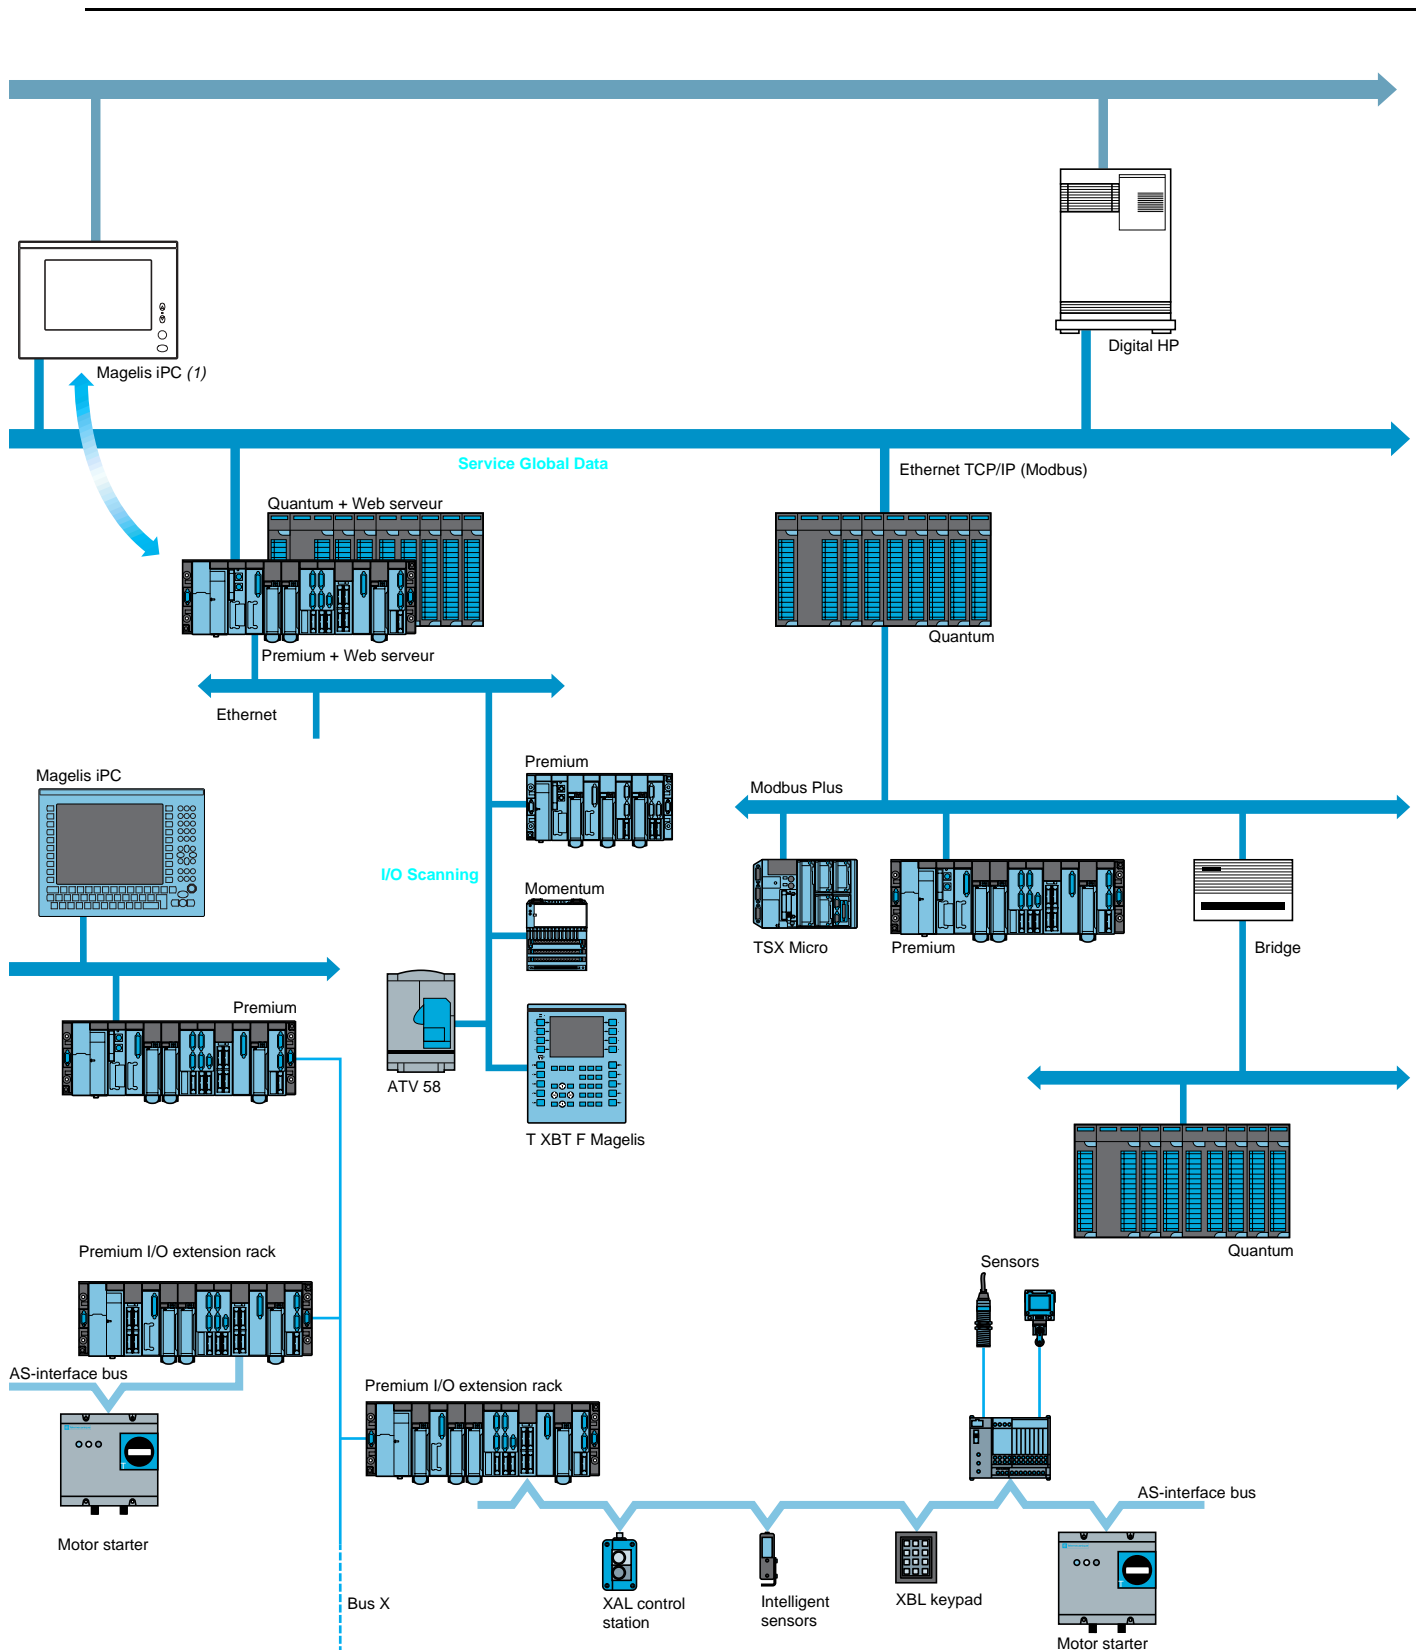 Digital HP
Magelis iPC (1)
Service Global Data
Ethernet TCP/IP (Modbus)
Quantum + Web serveur
Quantum
Premium + Web serveur
Ethernet
Premium
Magelis iPC
Modbus Plus
I/O Scanning
Momentum
TSX Micro
Premium
Bridge
Premium
ATV 58
T XBT F Magelis
Premium I/O extension rack
Quantum
Sensors
AS-interface bus
Premium I/O extension rack
AS-interface bus
Motor starter
Bus X
XAL control
station
Intelligent
sensors
XBL keypad
Motor starter